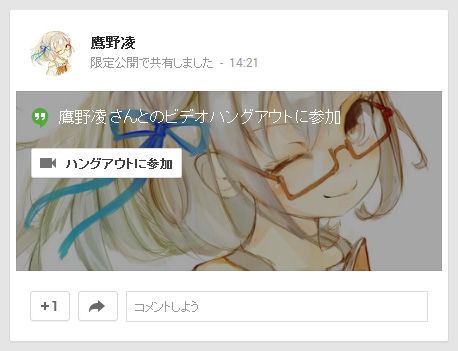 鷹野凌
限定公開で共有しました - 14:21
鷹野凌さんとのビデオハングアウトに参加
ハングアウトに参加
+1
コメントしよう